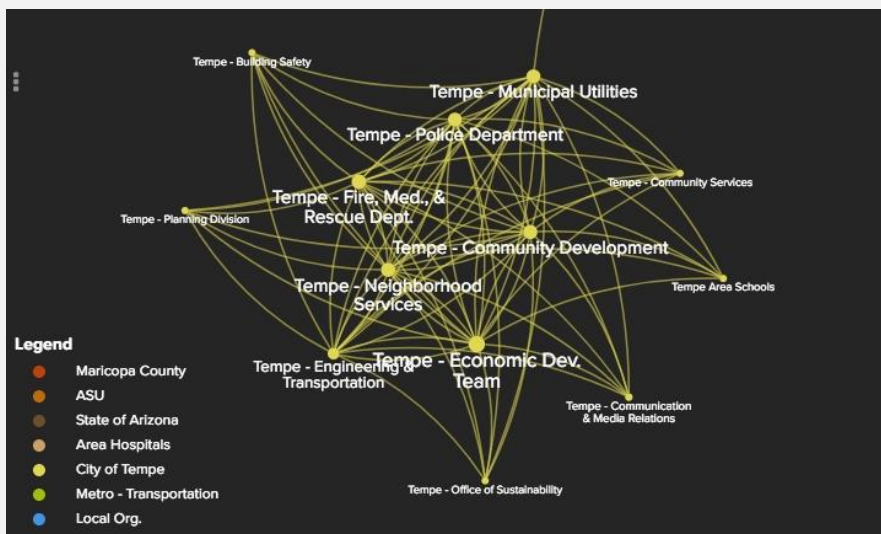 Tempe - Building Safety
Tempe - Municipal Utilities
Tempe - Police Department
Tempe - Community Services
Tempe - Fire, Med., &
Rescue Dept.
Tempe - Planning Division
Tempe - Community Development
Tempe - Neighborhood
Services
Tempe Area Schools
Tempe - Engineering &
Transportation
Tempe - Economic Dev.
Team
Tempe - Communication
& Media Relations
Tempe - Office of Sustainability
Legend
Maricopa County
ASU
State of Arizona
Area Hospitals
City of Tempe
Metro - Transportation
Local Org.